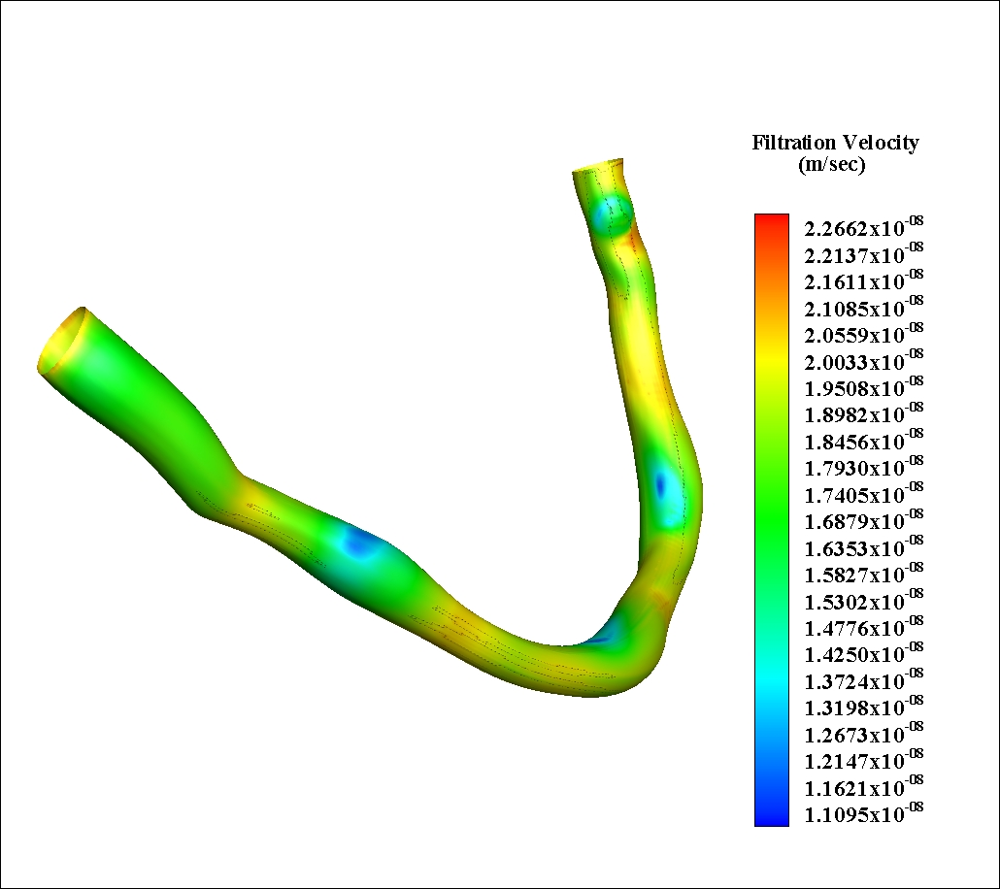 Filtration Velocity
(m/sec)
2.2662x10-08
2.2137x10-08
2.1611x10-08
2.1085x10-08
2.0559x10-08
2.0033x10-08
1.9508x10-08
1.8982x10-08
1.8456x10-08
1.7930x10-08
1.7405x10-08
1.6879x10-08
1.6353x10-08
1.5827x10-08
1.5302x10-08
1.4776x10-08
1.4250x10-08
1.3724x10-08
1.3198x10-08
1.2673x10-08
1.2147x10-08
1.1621x10-08
1.1095x10-08